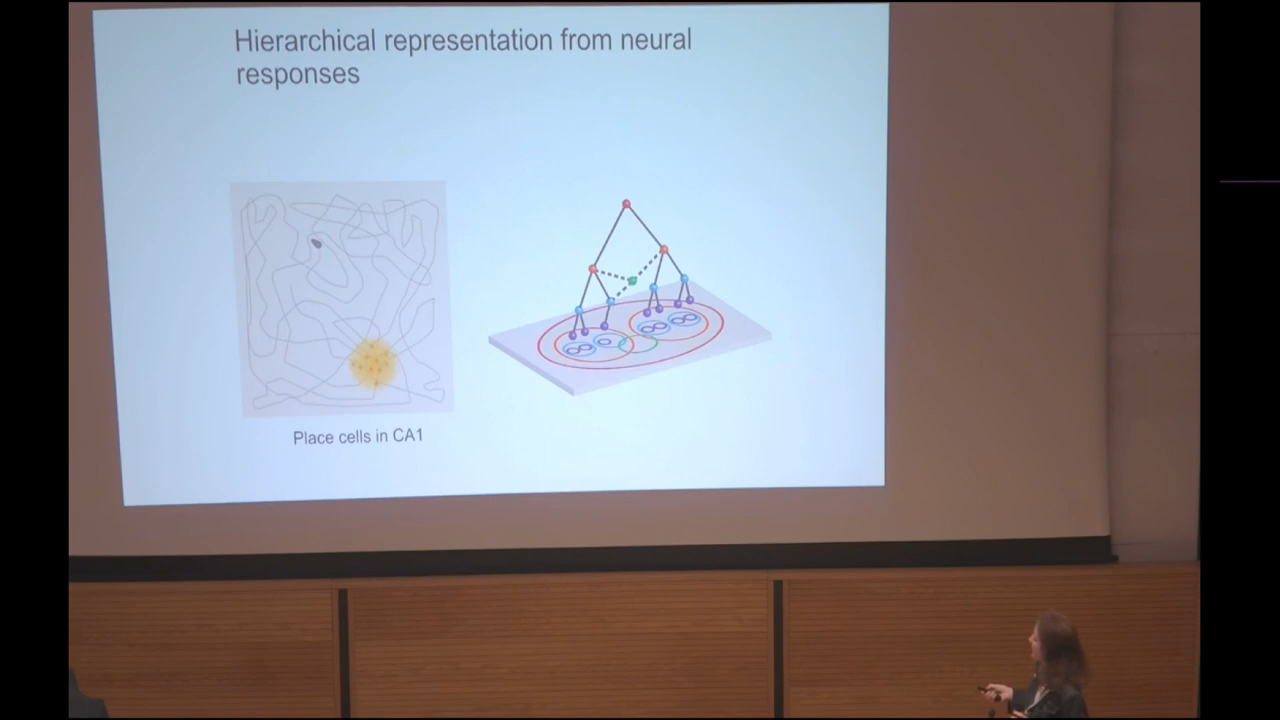 Hierarchical representation from neural
responses
Place cells in CA1